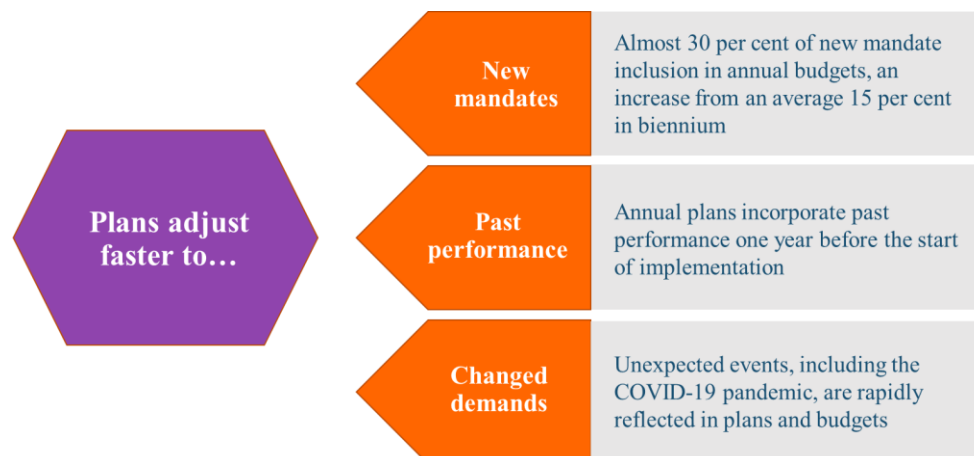 Plans adjust
faster to…
New
mandates
Almost 30 per cent of new mandate
inclusion in annual budgets, an
increase from an average 15 per cent
in biennium
Past
performance
Annual plans incorporate past
performance one year before the start
of implementation
Changed
demands
Unexpected events, including the
COVID-19 pandemic, are rapidly
reflected in plans and budgets